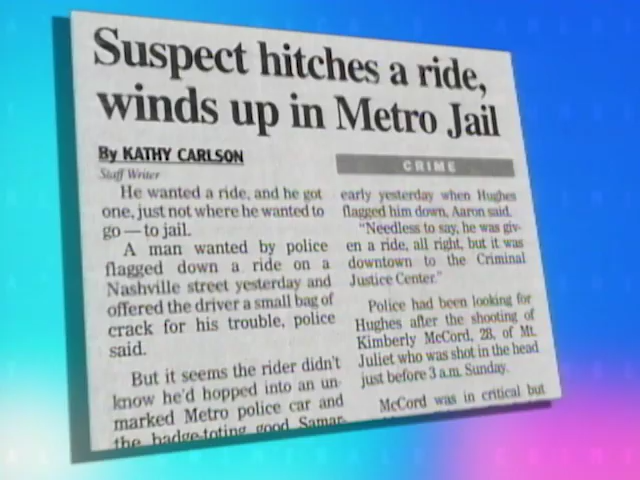 Suspect hitches a ride,
winds up in Metro Jail
By KATHY CARLSON
Staff Writer
He wanted a ride, and he got
one, just not where he wanted to
go — to jail.
A man wanted by police
flagged down a ride on a
Nashville street yesterday and
offered the driver a small bag of
crack for his trouble, police
said.
But it seems the rider didn't
know he'd hopped into an un-
marked Metro police car and
the badge-toting good Samar-
CRIME
early yesterday when Hughes
flagged him down, Aaron said.
"Needless to say, he was giv-
en a ride, all right, but it was
downtown to the Criminal
Justice Center."
Police had been looking for
Hughes after the shooting of
Kimberly McCord, 28, of Mt.
Juliet who was shot in the head
just before 3 a.m. Sunday.
McCord was in critical but